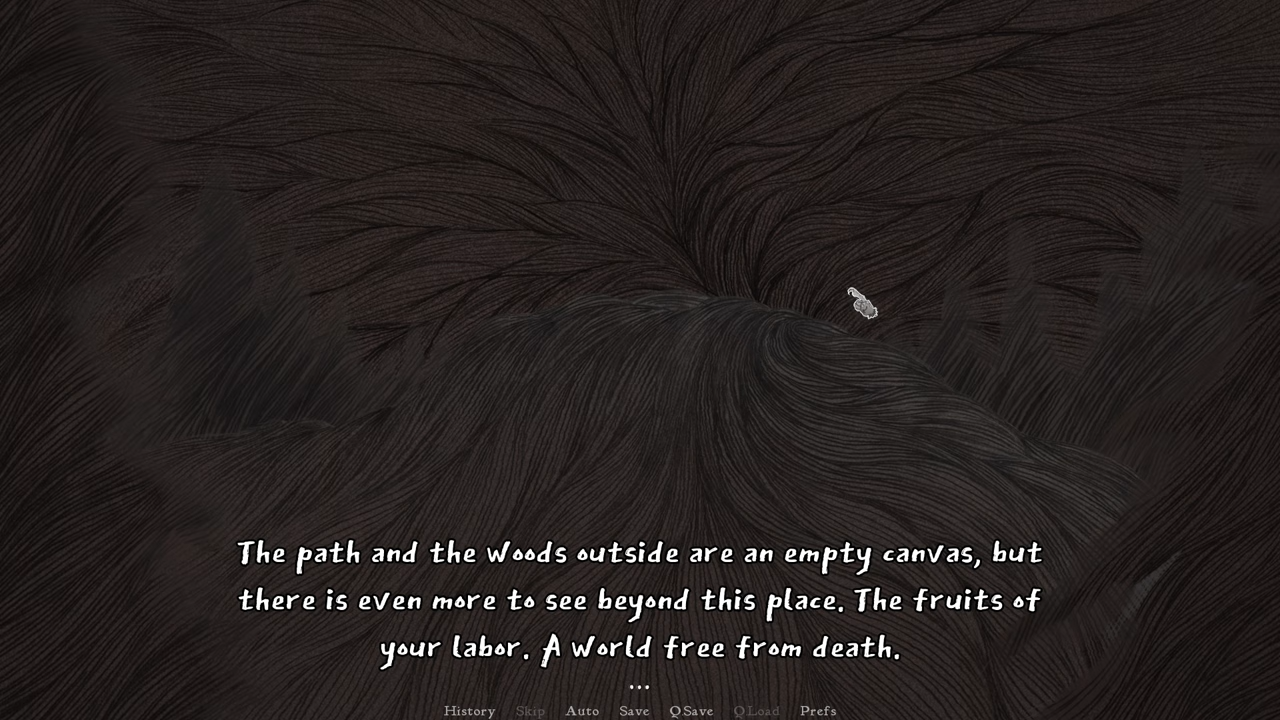 The path and the Woods outside are an empty canvas, but
there is even more to see beyond this place. The fruits of
your labor. A World free from death.
...
History Skip Auto Save Q.Save Q.Load Prefs